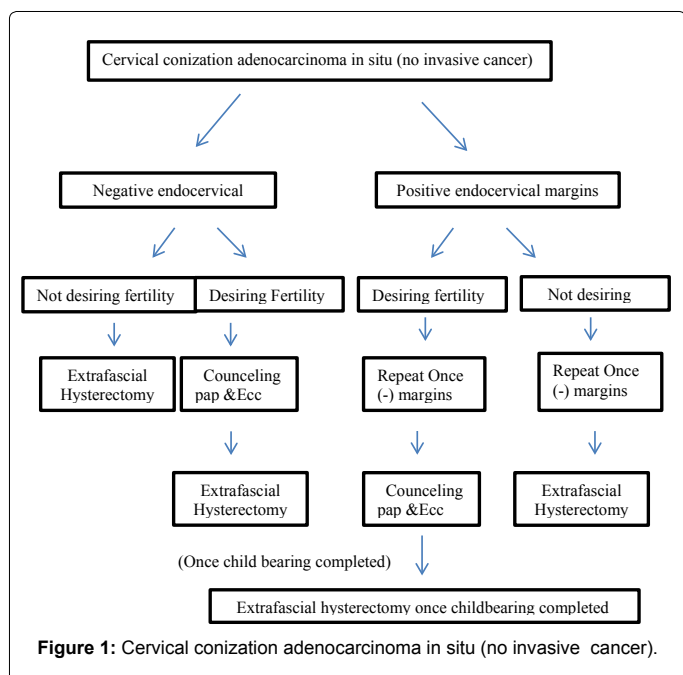 Cervical conization adenocarcinoma in situ (no invasive cancer)
Negative endocervical
Positive endocervical margins
Not desiring fertility
Desiring Fertility
Desiring fertility
Not desiring
Extrafascial
Hysterectomy
Counceling
pap &Ecc
Repeat Once
(-) margins
Repeat Once
(-) margins
Extrafascial
Hysterectomy
Counceling
pap &Ecc
Extrafascial
Hysterectomy
(Once child bearing completed)
Extrafascial hysterectomy once childbearing completed
Figure 1: Cervical conization adenocarcinoma in situ (no invasive cancer).